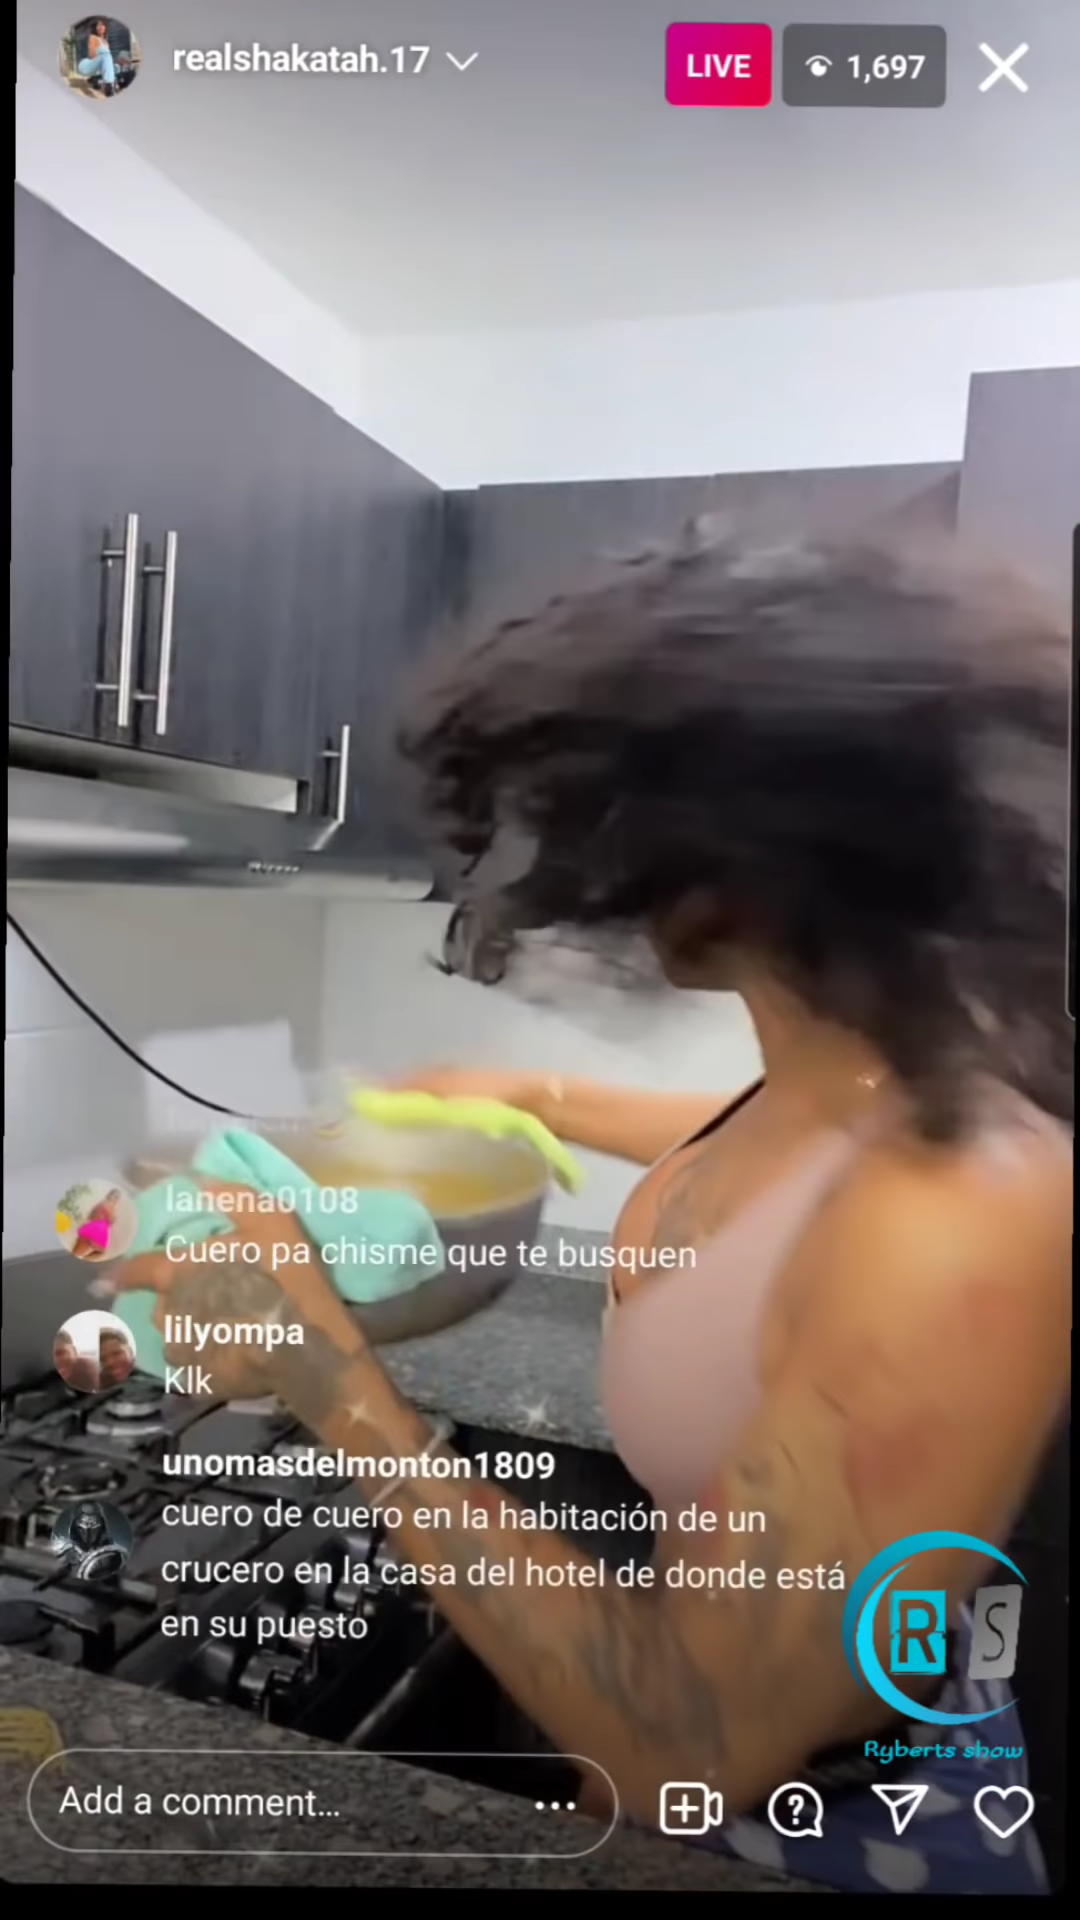 realshakatah.17
LIVE
1,697
lanena0108
Cuero pa chisme que te busquen
lilyompa
Klk
unomasdelmonton1809
cuero de cuero en la habitación de un
crucero en la casa del hotel de donde está
en su puesto
R S
Ryberts show
Add a comment...